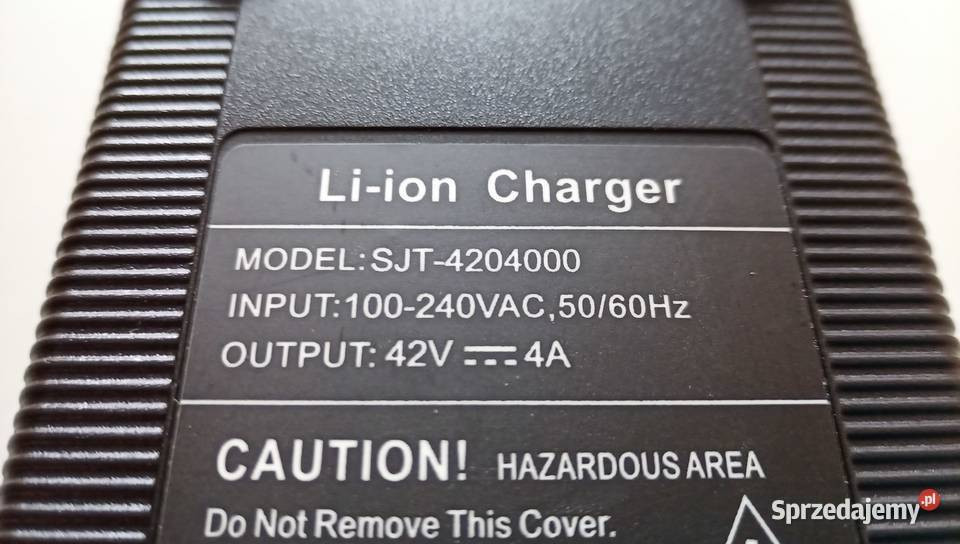 Li-ion Charger
MODEL:SJT-4204000
INPUT:100-240VAC,50/60Hz
OUTPUT: 42V⎓4A
CAUTION! HAZARDOUS AREA
Do Not Remove This Cover.
Sprzedajemy.pl